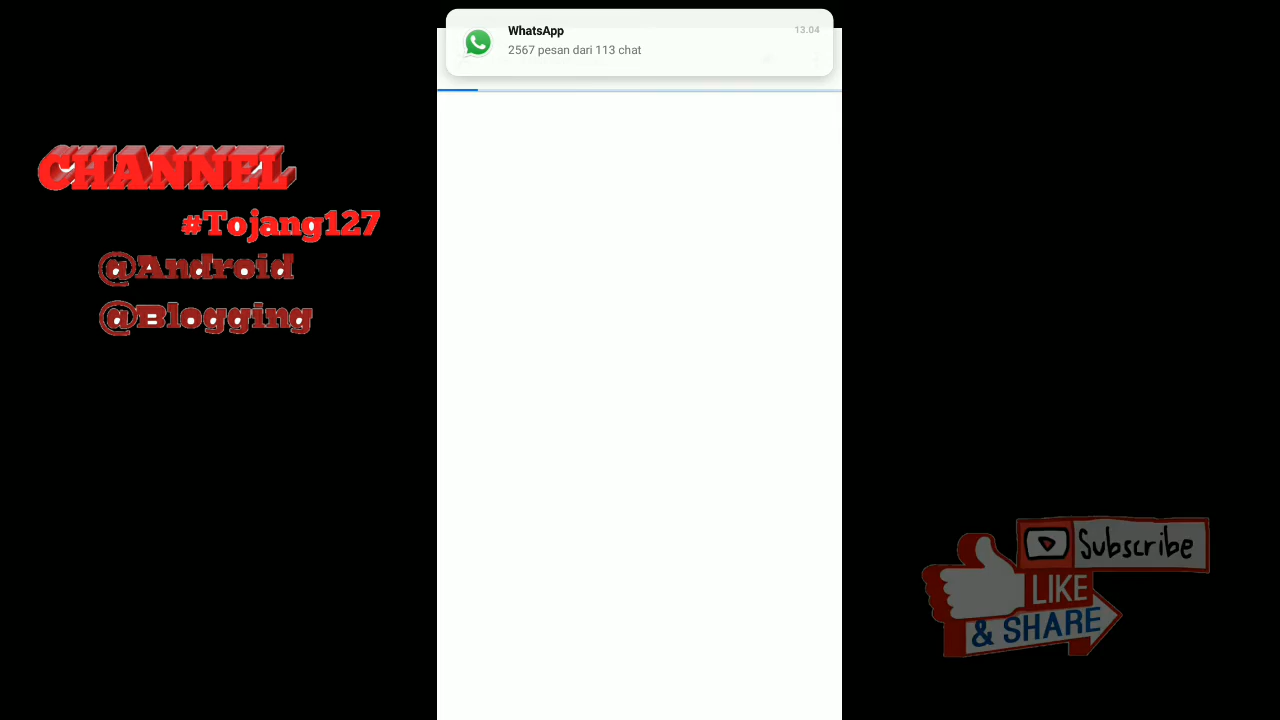 WhatsApp
13.04
2567 pesan dari 113 chat
CHANNEL
#Tojang127
@Android
@Blogging
Subscribe
LIKE
& SHARE